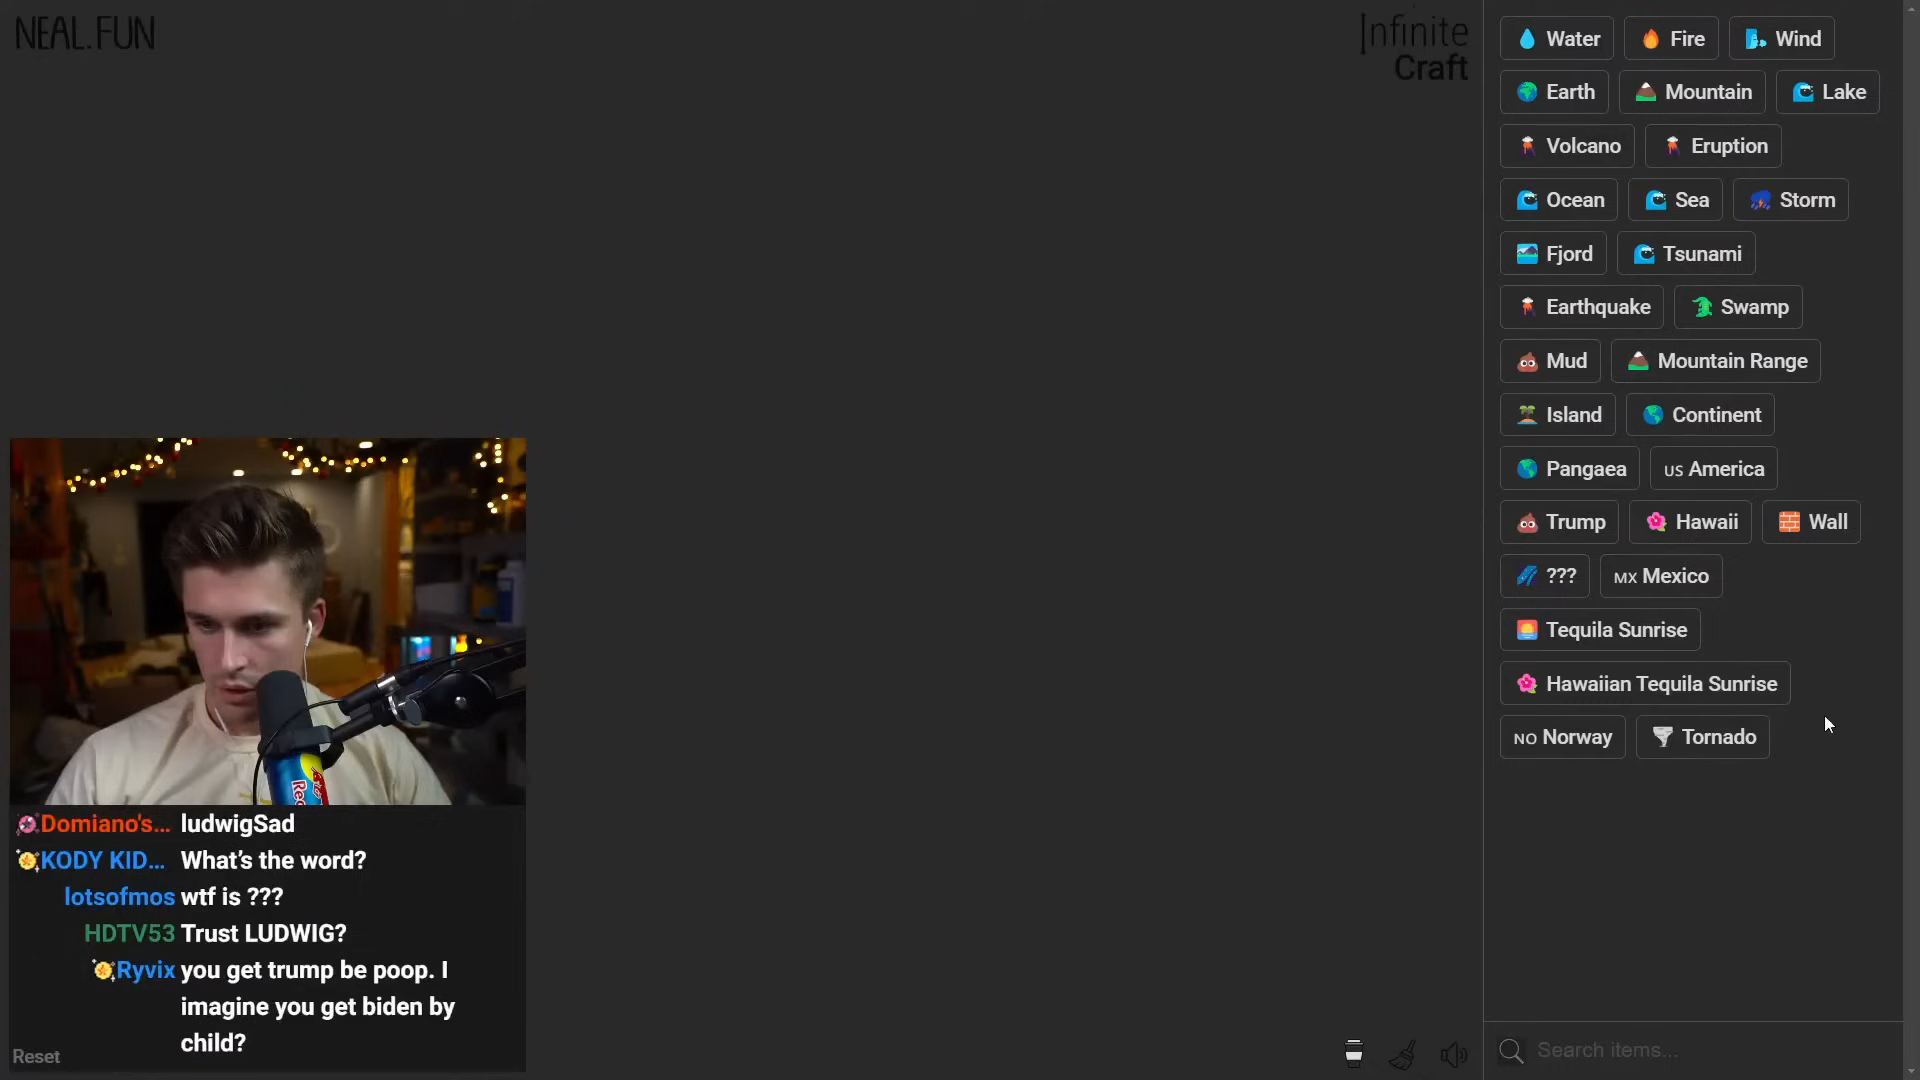 NEAL.FUN
Infinite
Craft
Water Fire Wind
Earth Mountain Lake
Volcano Eruption
Ocean Sea Storm
Fjord Tsunami
Earthquake Swamp
Mud Mountain Range
Island Continent
Pangaea US America
Trump Hawaii Wall
??? MX Mexico
Tequila Sunrise
Hawaiian Tequila Sunrise
NO Norway Tornado
Domiano's... ludwigSad
KODY KID... What's the word?
lotsofmos wtf is ???
HDTV53 Trust LUDWIG?
Ryvix you get trump be poop. I
imagine you get biden by
child?
Reset
Search items...